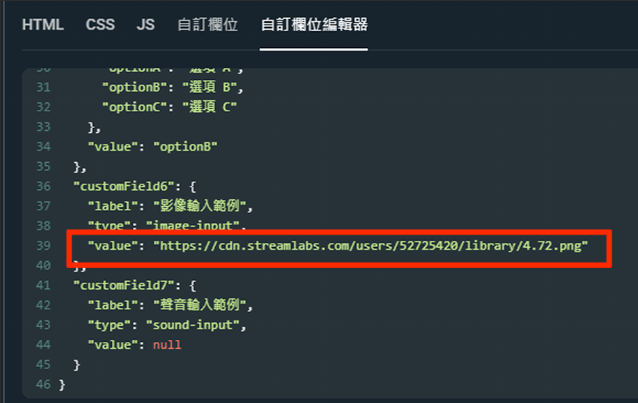 HTML CSS JS 自訂欄位 自訂欄位編輯器
30 "optionA": "選項 A",
31 "optionB": "選項 B",
32 "optionC": "選項 C"
33 },
34 "value": "optionB"
35 },
36 "customField6": {
37 "label": "影像輸入範例",
38 "type": "image-input",
39 "value": "https://cdn.streamlabs.com/users/52725420/library/4.72.png"
40 },
41 "customField7": {
42 "label": "聲音輸入範例",
43 "type": "sound-input",
44 "value": null
45 }
46 }